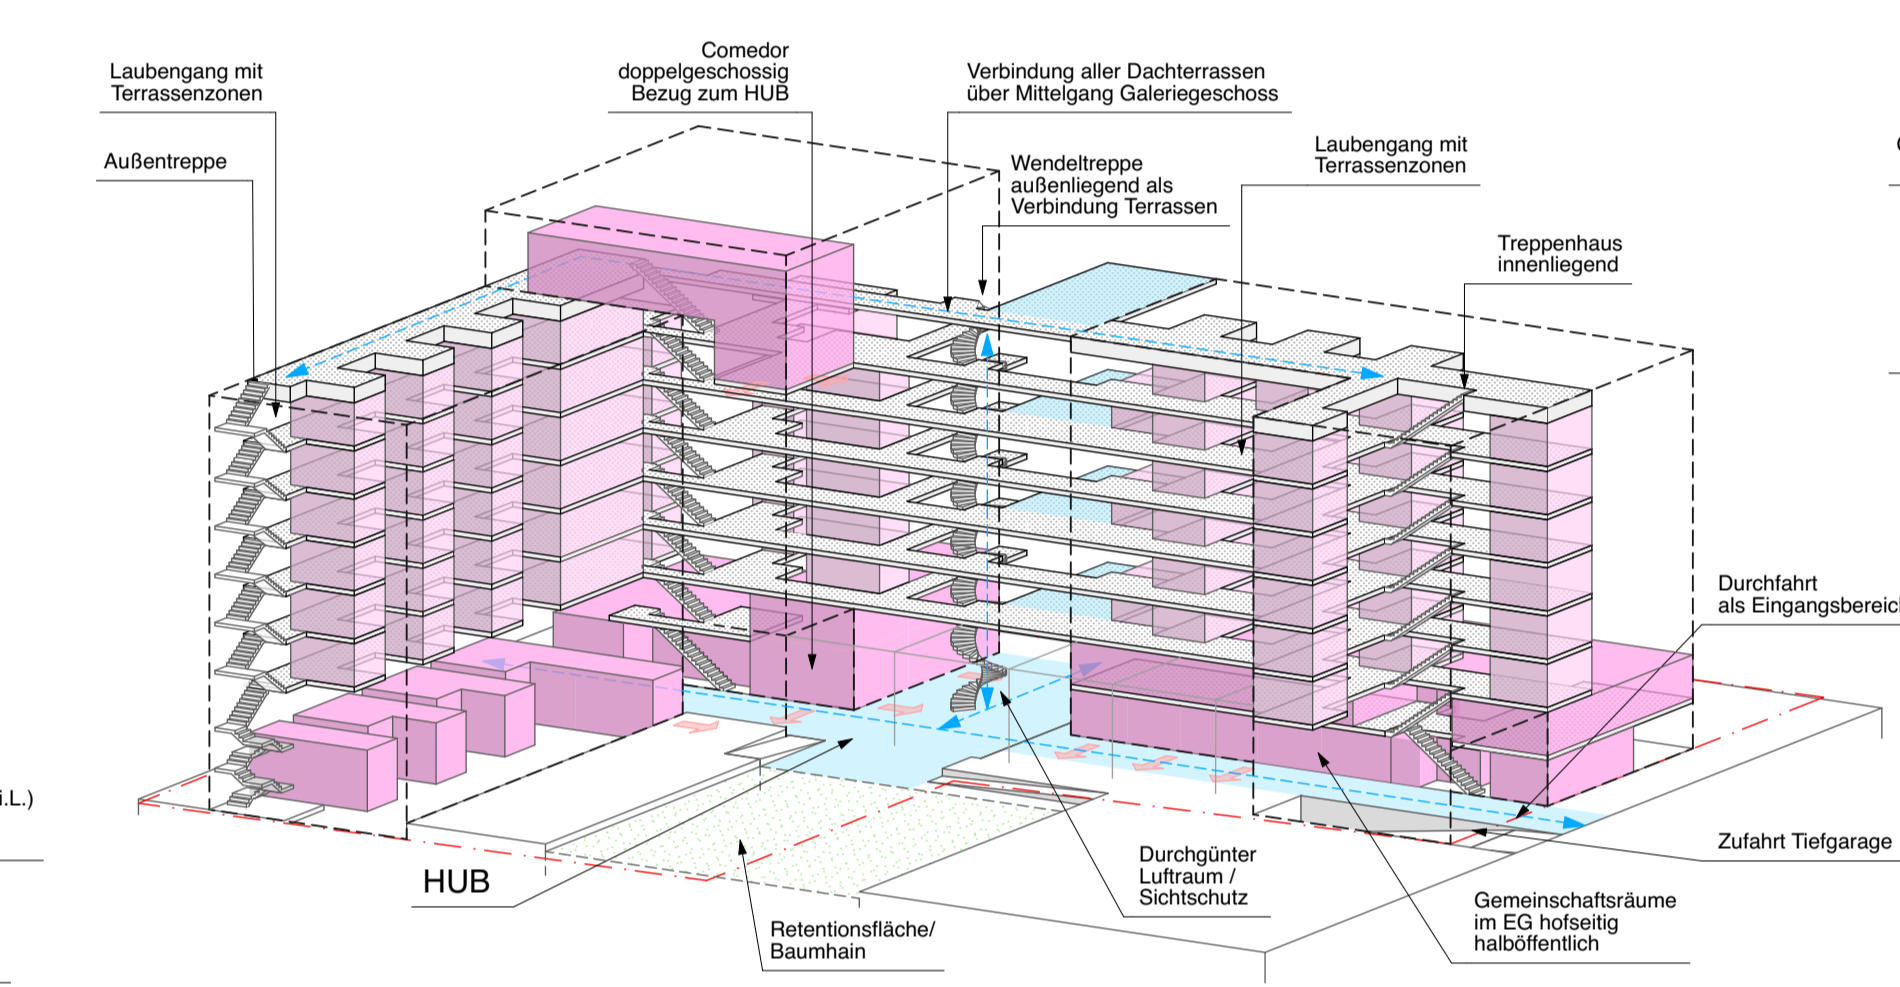 Laubengang mit
Terrassenzonen
Außentreppe
Comedor
doppelgeschossig
Bezug zum HUB
Verbindung aller Dachterrassen
über Mittelgang Galeriegeschoss
Wendeltreppe
außenliegend als
Verbindung Terrassen
Laubengang mit
Terrassenzonen
Treppenhaus
innenliegend
Durchfahrt
als Eingangsbereic
i.L.)
Zufahrt Tiefgarage
HUB
Durchgünter
Luftraum /
Sichtschutz
Retentionsfläche/
Baumhain
Gemeinschaftsräume
im EG hofseitig
halböffentlich